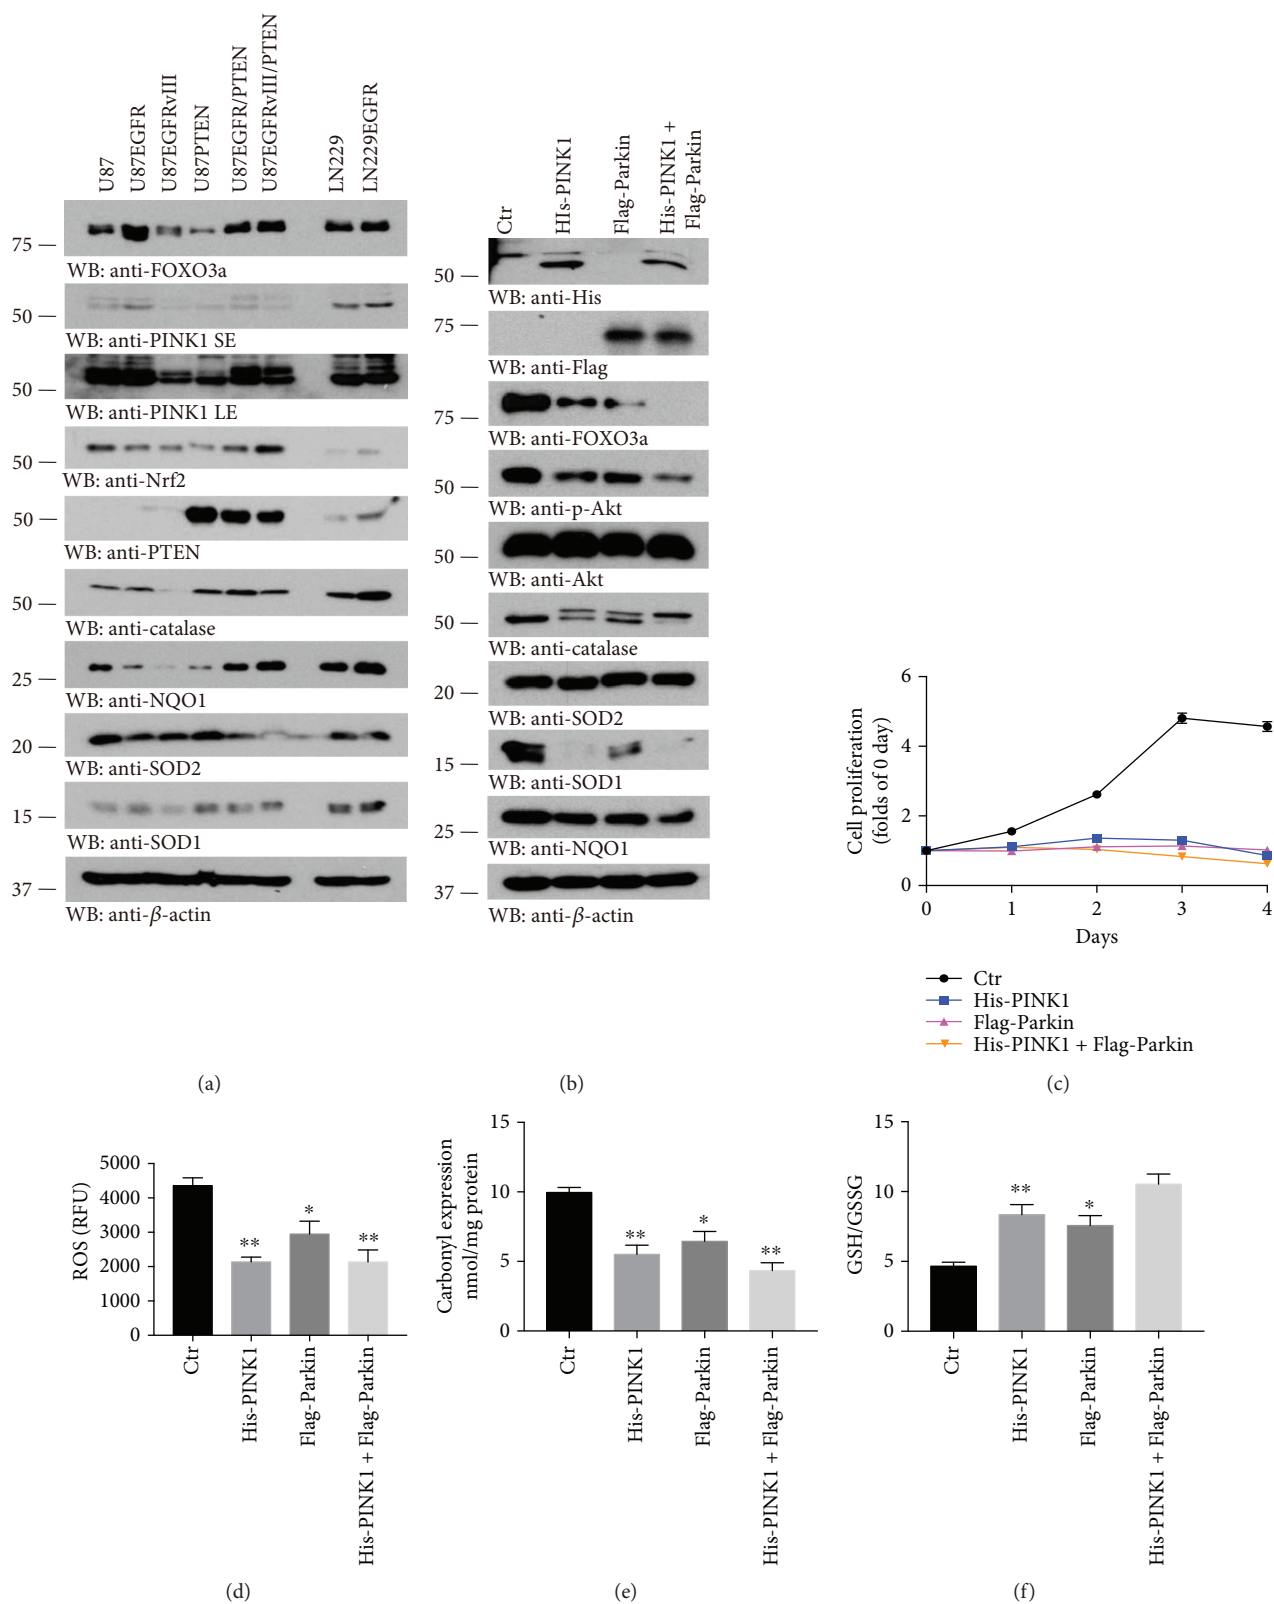 U87
U87EGFR
U87EGFRvIII
U87PTEN
U87EGFR/PTEN
U87EGFRvIII/PTEN
LN229
LN229EGFR
75
WB: anti-FOXO3a
50
WB: anti-PINK1 SE
50
WB: anti-PINK1 LE
50
WB: anti-Nrf2
50
WB: anti-PTEN
50
WB: anti-catalase
25
WB: anti-NQO1
20
WB: anti-SOD2
15
WB: anti-SOD1
37
WB: anti-β-actin
(a)
Ctr
HIs-PINK1
Flag-Parkin
His-PINK1 +
Flag-Parkin
50
WB: anti-His
75
WB: anti-Flag
75
WB: anti-FOXO3a
50
WB: anti-p-Akt
50
WB: anti-Akt
50
WB: anti-catalase
20
WB: anti-SOD2
15
WB: anti-SOD1
25
WB: anti-NQO1
37
WB: anti-β-actin
(b)
Cell proliferation
(folds of 0 day)
6
4
2
0
0 1 2 3 4
Days
Ctr
His-PINK1
Flag-Parkin
His-PINK1 + Flag-Parkin
(c)
ROS (RFU)
5000
4000
3000
2000
1000
0
**
*
**
Ctr
His-PINK1
Flag-Parkin
His-PINK1 + Flag-Parkin
(d)
Carbonyl expression
nmol/mg protein
15
10
5
0
**
*
**
Ctr
His-PINK1
Flag-Parkin
His-PINK1 + Flag-Parkin
(e)
GSH/GSSG
15
10
5
0
**
*
Ctr
His-PINK1
Flag-Parkin
His-PINK1 + Flag-Parkin
(f)